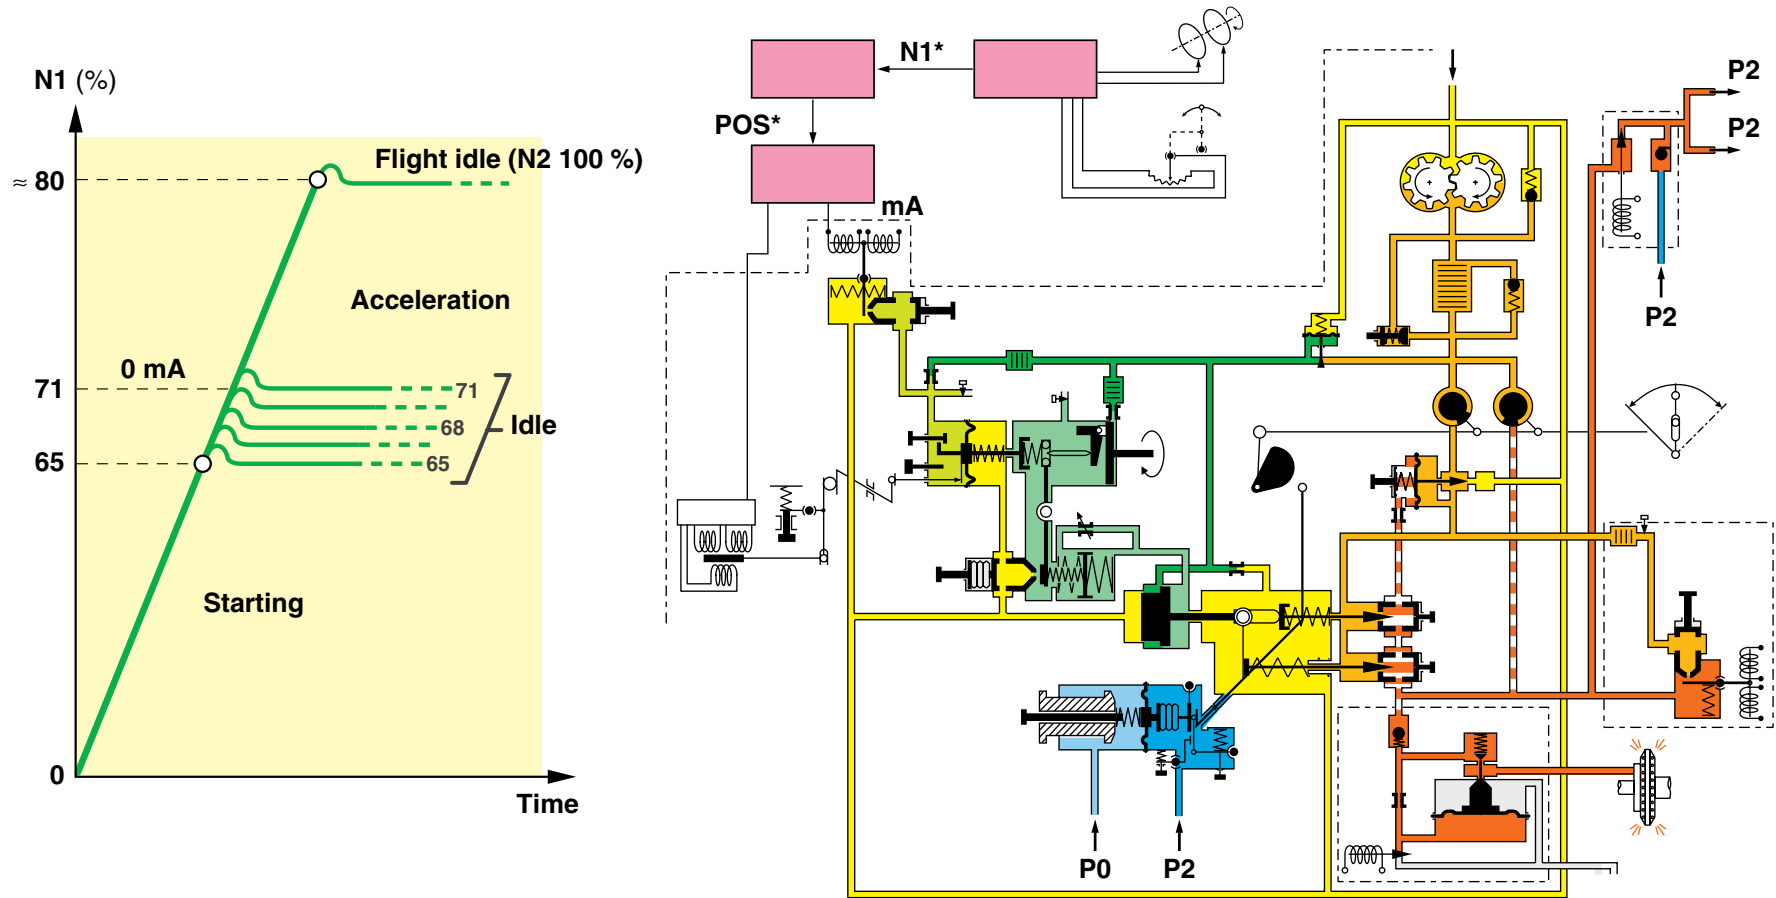 N1 (%)
≈ 80
Flight idle (N2 100 %)
Acceleration
0 mA
71
71
68
Idle
65
65
Starting
0
Time
N1*
POS*
mA
P2
P2
P2
P0
P2